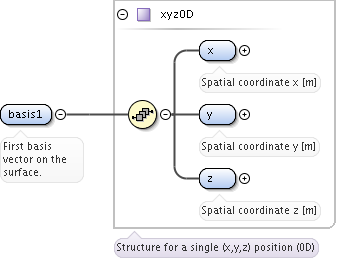 xyz0D
x
Spatial coordinate x [m]
basis1
y
First basis
vector on the
surface.
Spatial coordinate y [m]
z
Spatial coordinate z [m]
Structure for a single (x,y,z) position (0D)